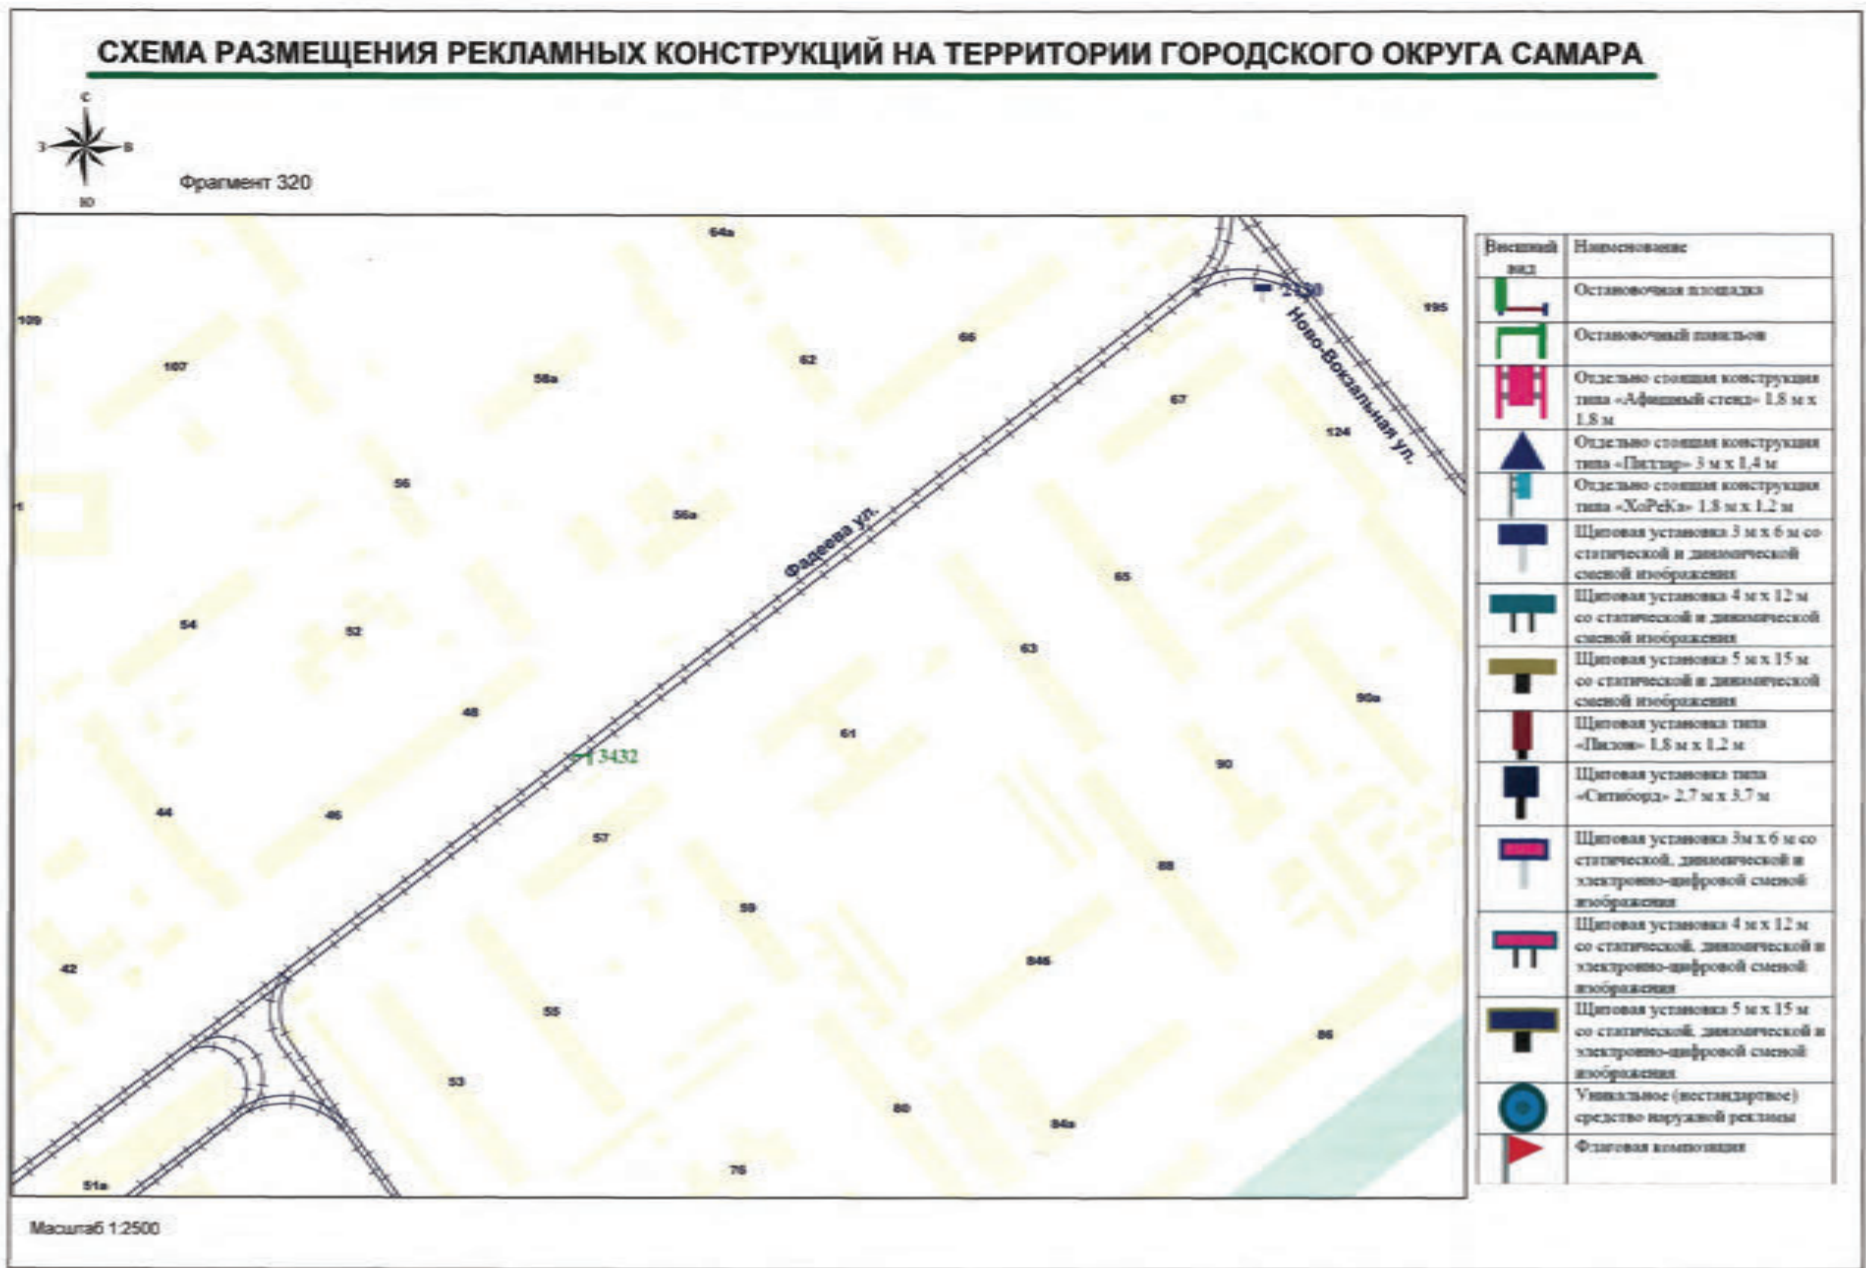 СХЕМА РАЗМЕЩЕНИЯ РЕКЛАМНЫХ КОНСТРУКЦИЙ НА ТЕРРИТОРИИ ГОРОДСКОГО ОКРУГА САМАРА
С
З В
Ю
Фрагмент 320
64а
109
107
58а
62
66
195
Ново-Вокзальная ул.
67
124
56
56а
Фадеева ул.
65
54
52
63
48
90а
61
90
3432
44
46
57
88
59
42
84б
55
86
53
80
84а
76
51а
Масштаб 1:2500
Внешний вид
Наименование
Остановочная площадка
Остановочный павильон
Отдельно стоящая конструкция
типа «Афишный стенд» 1,8 м х
1,8 м
Отдельно стоящая конструкция
типа «Пиллар» 3 м х 1,4 м
Отдельно стоящая конструкция
типа «ХоРеКа» 1,8 м х 1,2 м
Щитовая установка 3 м х 6 м со
статической и динамической
сменой изображения
Щитовая установка 4 м х 12 м
со статической и динамической
сменой изображения
Щитовая установка 5 м х 15 м
со статической и динамической
сменой изображения
Щитовая установка типа
«Пилон» 1,8 м х 1,2 м
Щитовая установка типа
«Ситиборд» 2,7 м х 3,7 м
Щитовая установка 3м х 6 м со
статической, динамической и
электронно-цифровой сменой
изображения
Щитовая установка 4 м х 12 м
со статической, динамической и
электронно-цифровой сменой
изображения
Щитовая установка 5 м х 15 м
со статической, динамической и
электронно-цифровой сменой
изображения
Уникальное (нестандартное)
средство наружной рекламы
Флаговая композиция